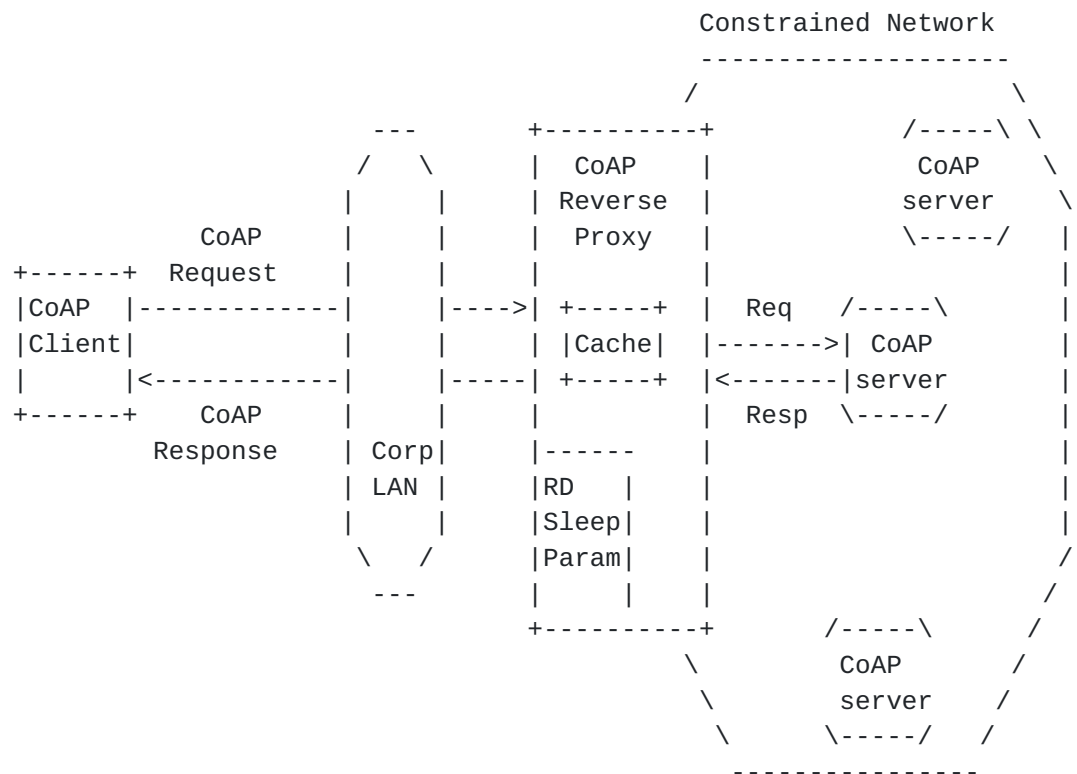 Constrained Network
CoAP CoAP
Reverse server
CoAP Proxy
Request
CoAP Req
Client Cache CoAP
server
CoAP Resp
Response Corp
LAN RD
Sleep
Param
CoAP
server